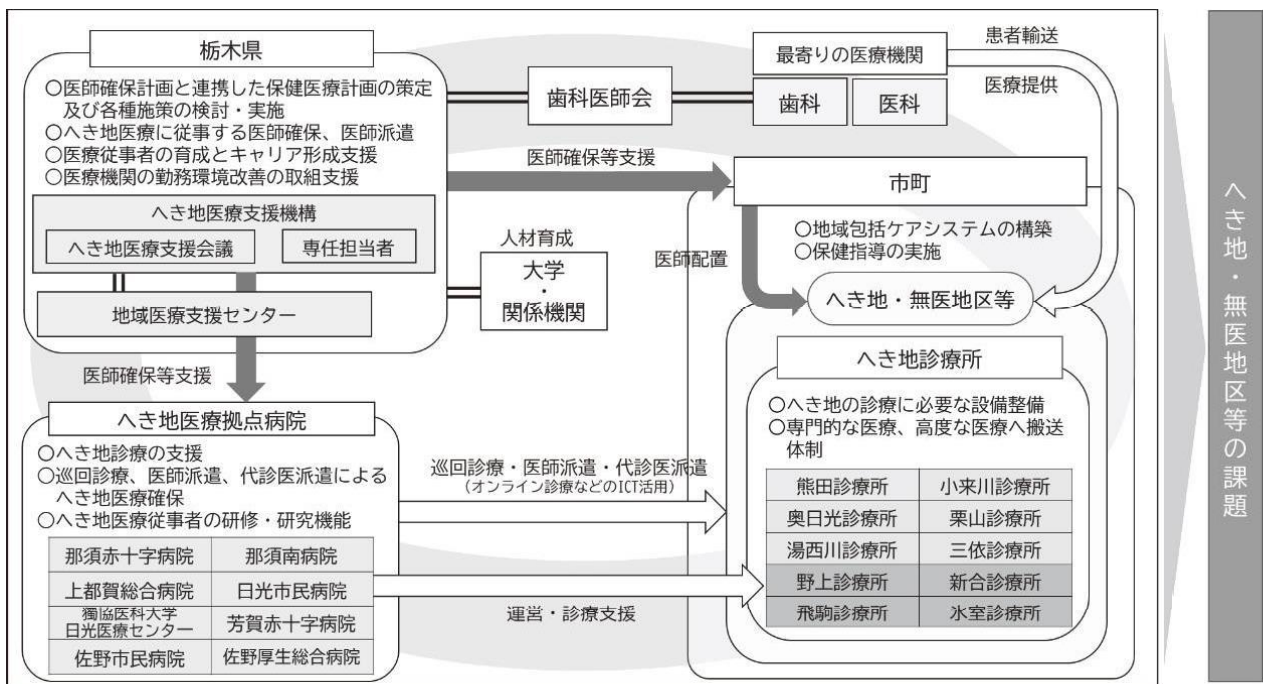 栃木県
○医師確保計画と連携した保健医療計画の策定
及び各種施策の検討・実施
○へき地医療に従事する医師確保、医師派遣
○医療従事者の育成とキャリア形成支援
○医療機関の勤務環境改善の取組支援
へき地医療支援機構
へき地医療支援会議
専任担当者
地域医療支援センター
歯科医師会
最寄りの医療機関
歯科
医科
患者輸送
医療提供
医師確保等支援
市町
○地域包括ケアシステムの構築
○保健指導の実施
医師配置
へき地・無医地区等
人材育成
大学
・
関係機関
医師確保等支援
へき地医療拠点病院
○へき地診療の支援
○巡回診療、医師派遣、代診医派遣による
へき地医療確保
○へき地医療従事者の研修・研究機能
那須赤十字病院
那須南病院
上都賀総合病院
日光市民病院
獨協医科大学
日光医療センター
芳賀赤十字病院
佐野市民病院
佐野厚生総合病院
巡回診療・医師派遣・代診医派遣
（オンライン診療などのICT活用）
運営・診療支援
へき地診療所
○へき地の診療に必要な設備整備
○専門的な医療、高度な医療へ搬送
体制
熊田診療所
小来川診療所
奥日光診療所
栗山診療所
湯西川診療所
三依診療所
野上診療所
新合診療所
飛駒診療所
氷室診療所
へき地・無医地区等の課題